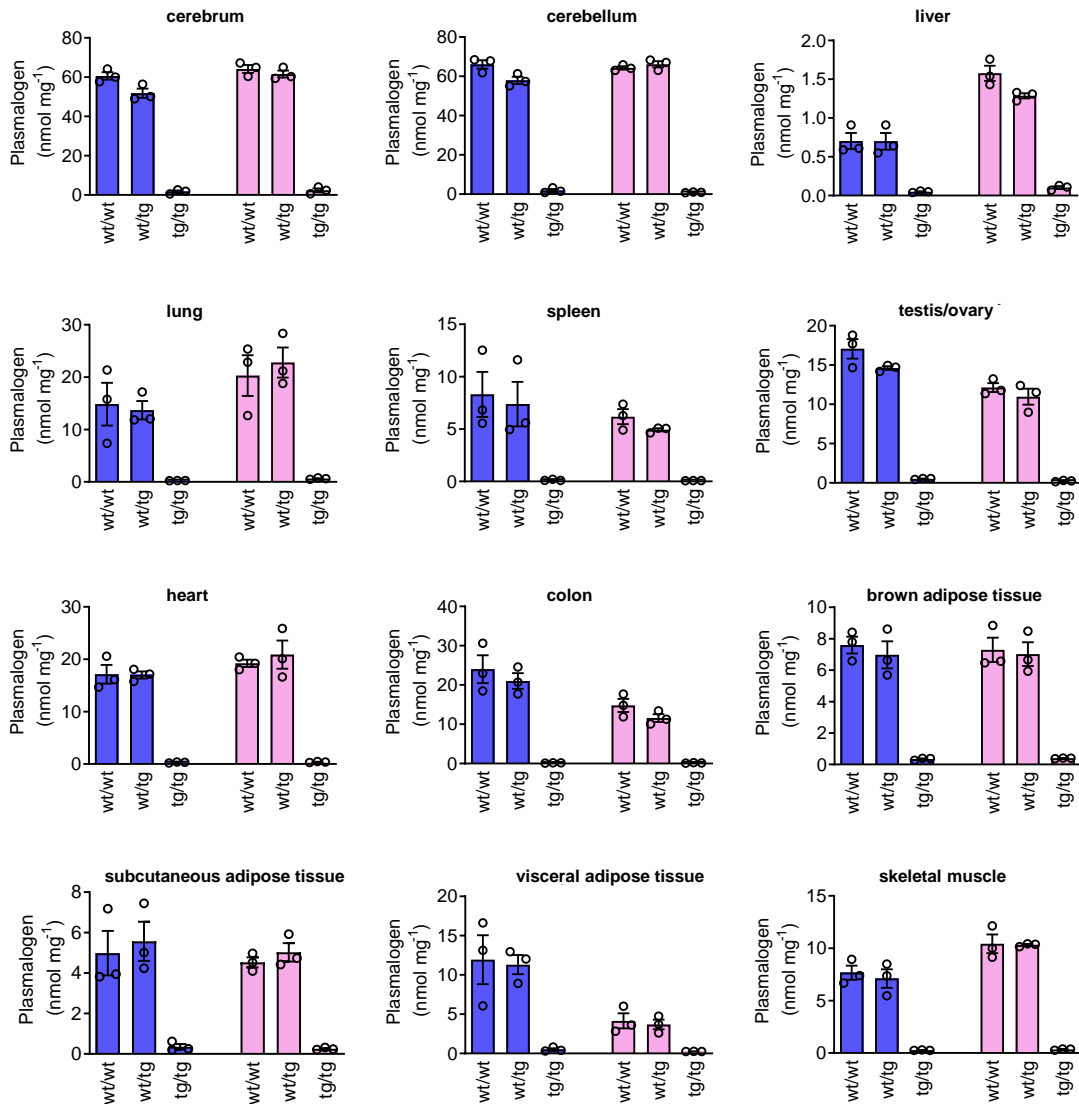 cerebrum
cerebellum
liver
Plasmalogen
(nmol mg-1)
80
60
40
20
0
wt/wt
wt/tg
tg/tg
wt/wt
wt/tg
tg/tg
Plasmalogen
(nmol mg-1)
80
60
40
20
0
wt/wt
wt/tg
tg/tg
wt/wt
wt/tg
tg/tg
Plasmalogen
(nmol mg-1)
2.0
1.5
1.0
0.5
0.0
wt/wt
wt/tg
tg/tg
wt/wt
wt/tg
tg/tg
lung
spleen
testis/ovary
Plasmalogen
(nmol mg-1)
30
20
10
0
wt/wt
wt/tg
tg/tg
wt/wt
wt/tg
tg/tg
Plasmalogen
(nmol mg-1)
15
10
5
0
wt/wt
wt/tg
tg/tg
wt/wt
wt/tg
tg/tg
Plasmalogen
(nmol mg-1)
20
15
10
5
0
wt/wt
wt/tg
tg/tg
wt/wt
wt/tg
tg/tg
heart
colon
brown adipose tissue
Plasmalogen
(nmol mg-1)
30
20
10
0
wt/wt
wt/tg
tg/tg
wt/wt
wt/tg
tg/tg
Plasmalogen
(nmol mg-1)
40
30
20
10
0
wt/wt
wt/tg
tg/tg
wt/wt
wt/tg
tg/tg
Plasmalogen
(nmol mg-1)
8
6
4
2
0
wt/wt
wt/tg
tg/tg
wt/wt
wt/tg
tg/tg
subcutaneous adipose tissue
visceral adipose tissue
skeletal muscle
Plasmalogen
(nmol mg-1)
8
6
4
2
0
wt/wt
wt/tg
tg/tg
wt/wt
wt/tg
tg/tg
Plasmalogen
(nmol mg-1)
20
15
10
5
0
wt/wt
wt/tg
tg/tg
wt/wt
wt/tg
tg/tg
Plasmalogen
(nmol mg-1)
15
10
5
0
wt/wt
wt/tg
tg/tg
wt/wt
wt/tg
tg/tg